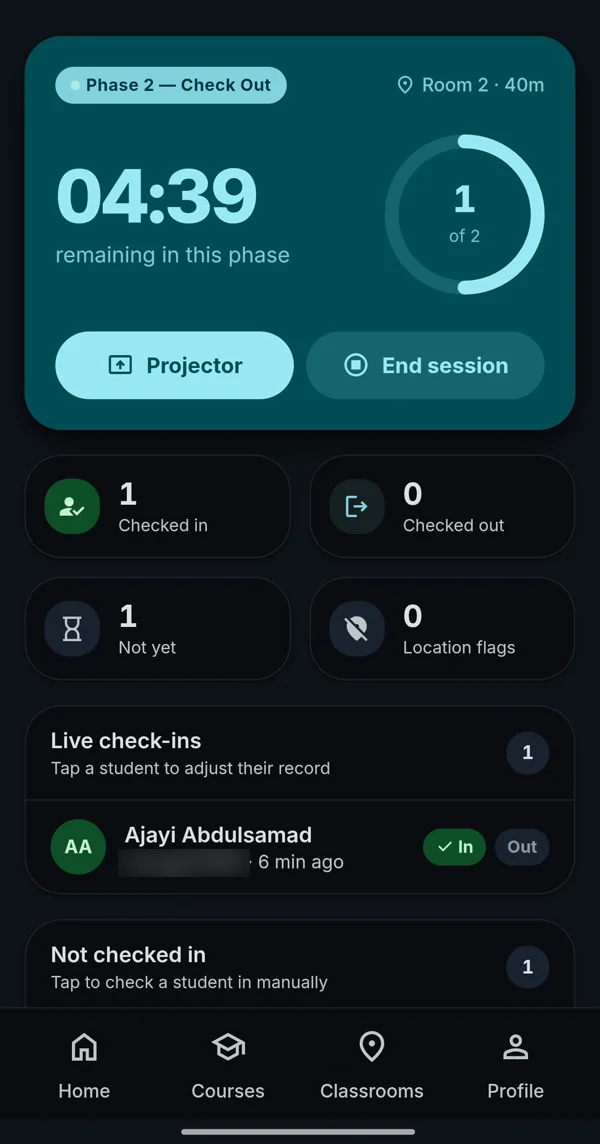 Phase 2 — Check Out
Room 2 · 40m
04:39
remaining in this phase
1
of 2
Projector
End session
1
Checked in
0
Checked out
1
Not yet
0
Location flags
Live check-ins
Tap a student to adjust their record
1
AA
Ajayi Abdulsamad
· 6 min ago
In
Out
Not checked in
Tap to check a student in manually
1
Home
Courses
Classrooms
Profile